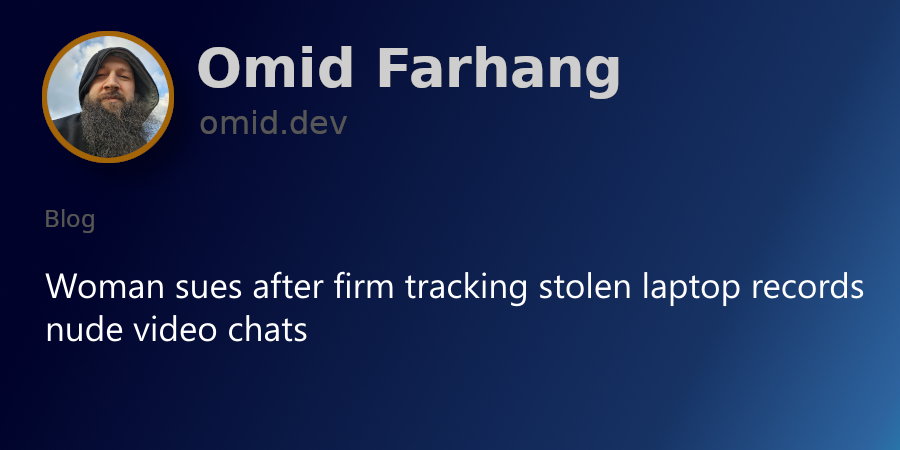 Omid Farhang
omid.dev
Blog
Woman sues after firm tracking stolen laptop records
nude video chats